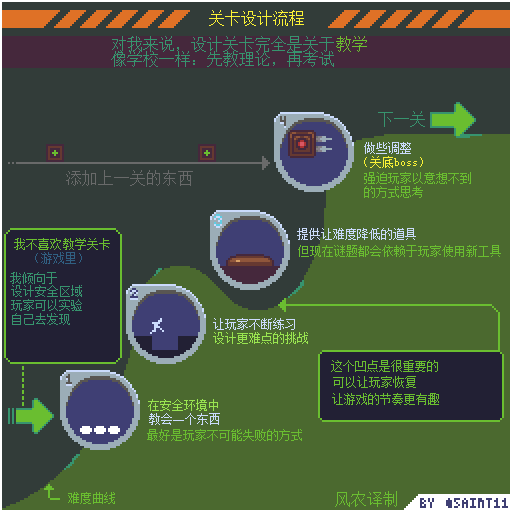 关卡设计流程
对我来说，设计关卡完全是关于教学
像学校一样：先教理论，再考试
4
下一关
做些调整
(关底boss)
强迫玩家以意想不到
的方式思考
添加上一关的东西
3
提供让难度降低的道具
但现在谜题都会依赖于玩家使用新工具
我不喜欢教学关卡
(游戏里)
我倾向于
设计安全区域
玩家可以实验
自己去发现
2
让玩家不断练习
设计更难点的挑战
这个凹点是很重要的
可以让玩家恢复
让游戏的节奏更有趣
1
在安全环境中
教会一个东西
最好是玩家不可能失败的方式
难度曲线
风农译制
BY @SAINT11